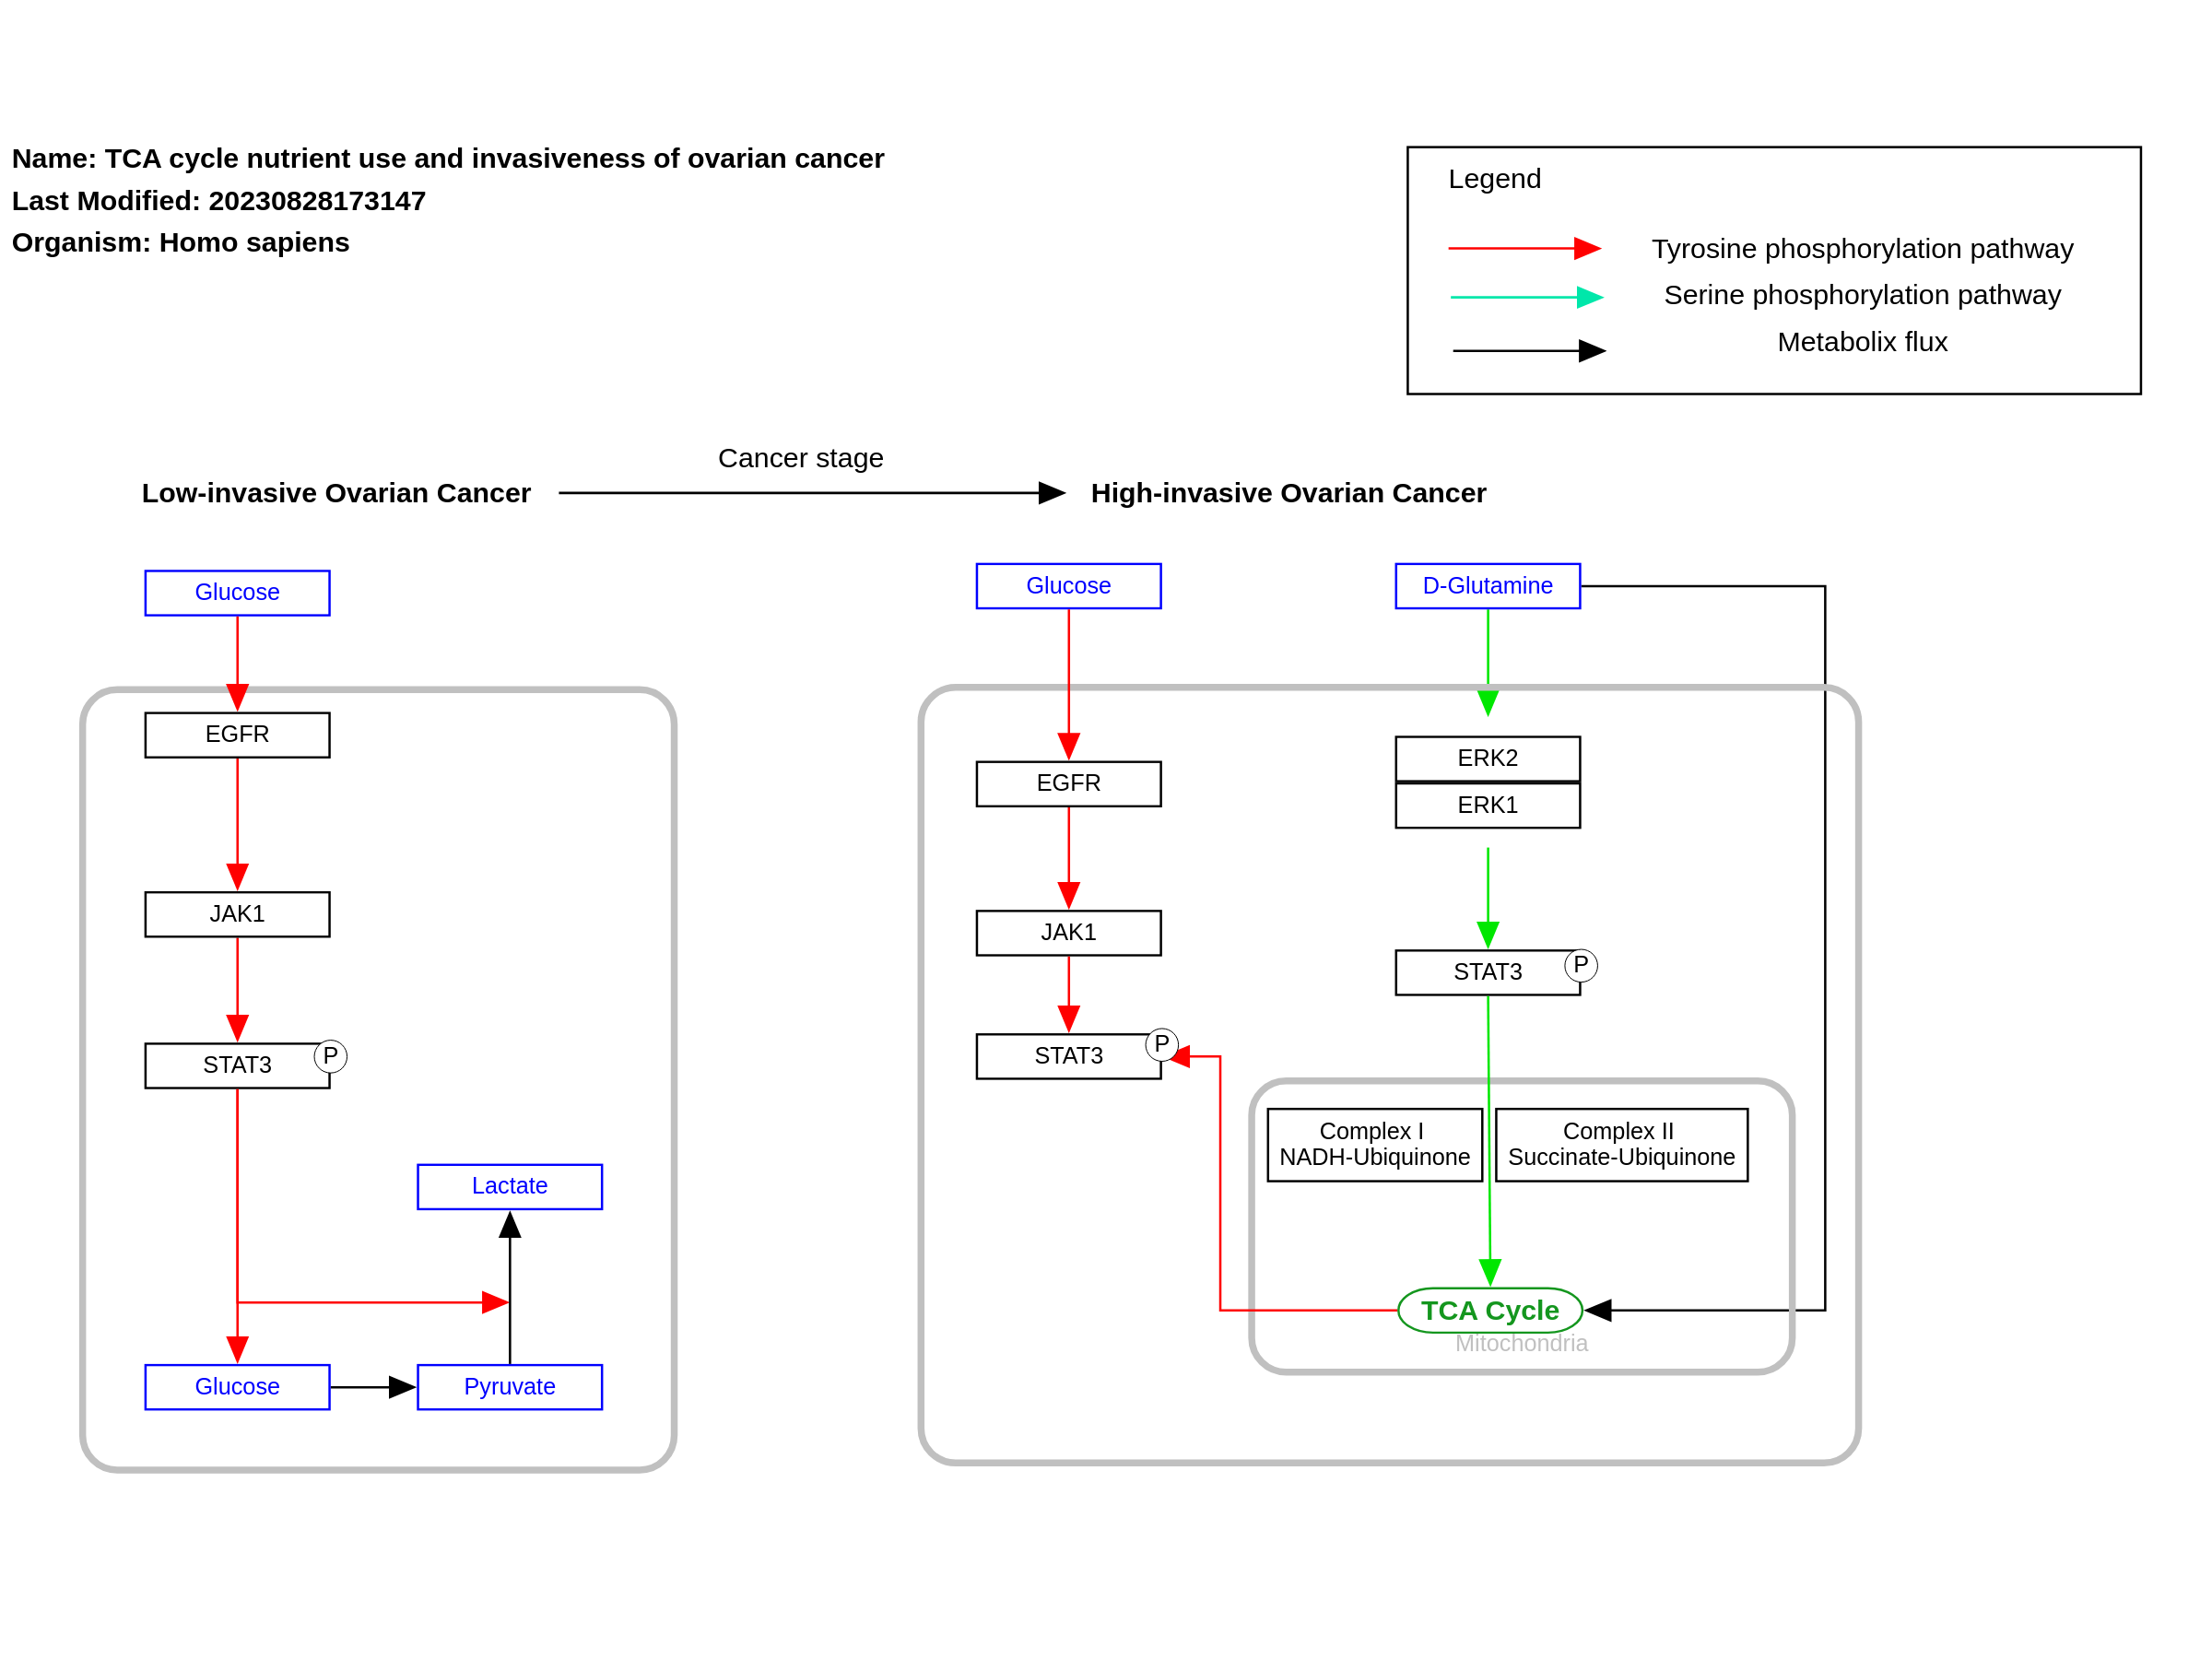 Name: TCA cycle nutrient use and invasiveness of ovarian cancer
Last Modified: 20230828173147
Organism: Homo sapiens
Legend
Tyrosine phosphorylation pathway
Serine phosphorylation pathway
Metabolix flux
Cancer stage
Low-invasive Ovarian Cancer
High-invasive Ovarian Cancer
Glucose
EGFR
JAK1
STAT3
P
Lactate
Glucose
Pyruvate
Glucose
D-Glutamine
EGFR
ERK2
ERK1
JAK1
STAT3
P
STAT3
P
Complex I
NADH-Ubiquinone
Complex II
Succinate-Ubiquinone
TCA Cycle
Mitochondria